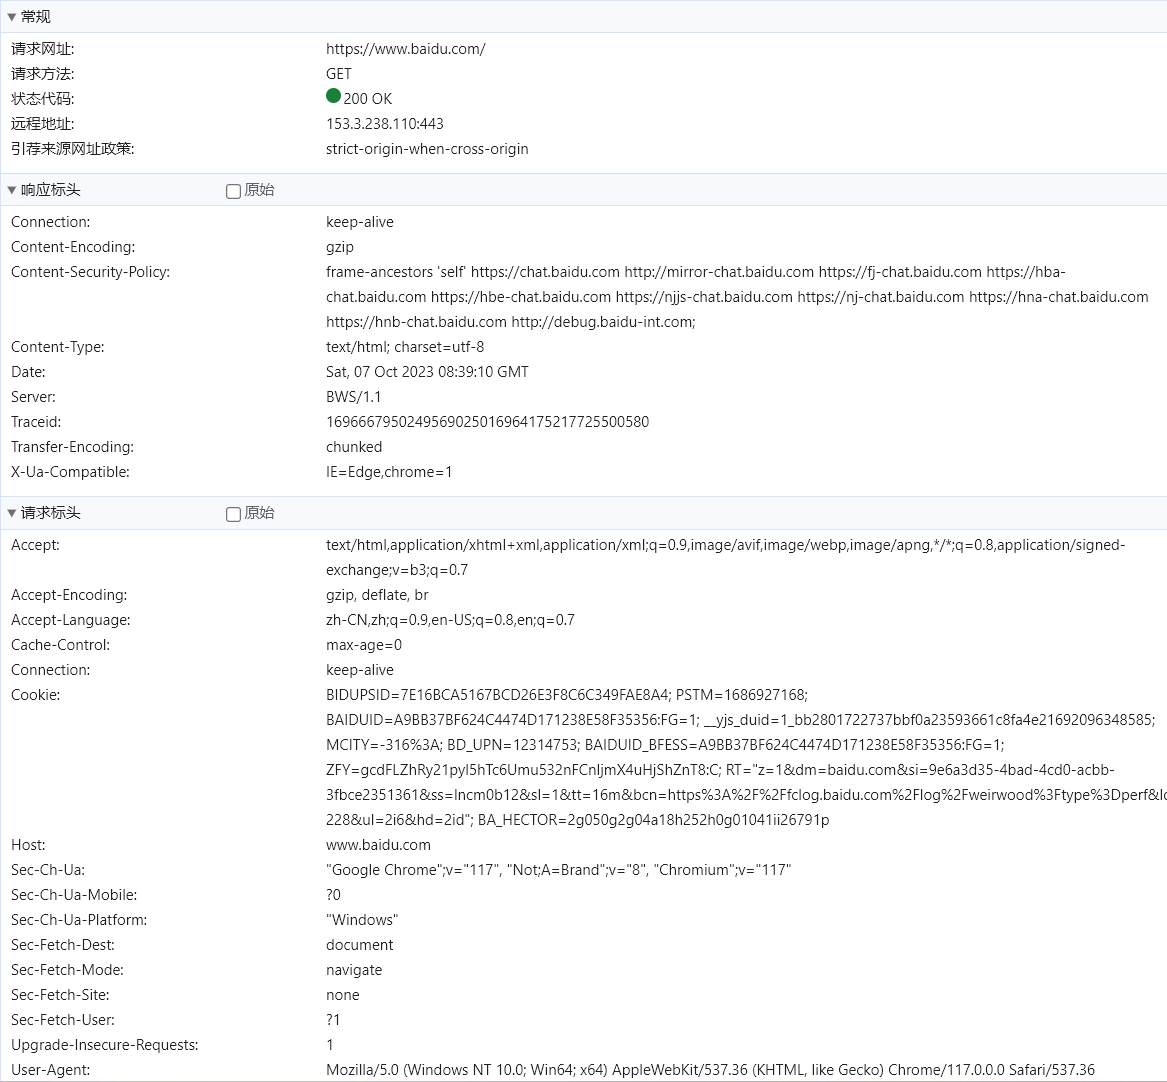 常规
请求网址: https://www.baidu.com/
请求方法: GET
状态代码: 200 OK
远程地址: 153.3.238.110:443
引荐来源网址政策: strict-origin-when-cross-origin
响应标头 原始
Connection: keep-alive
Content-Encoding: gzip
Content-Security-Policy: frame-ancestors 'self' https://chat.baidu.com http://mirror-chat.baidu.com https://fj-chat.baidu.com https://hba-
chat.baidu.com https://hbe-chat.baidu.com https://njjs-chat.baidu.com https://nj-chat.baidu.com https://hna-chat.baidu.com
https://hnb-chat.baidu.com http://debug.baidu-int.com;
Content-Type: text/html; charset=utf-8
Date: Sat, 07 Oct 2023 08:39:10 GMT
Server: BWS/1.1
Traceid: 1696667950249569025016964175217725500580
Transfer-Encoding: chunked
X-Ua-Compatible: IE=Edge,chrome=1
请求标头 原始
Accept: text/html,application/xhtml+xml,application/xml;q=0.9,image/avif,image/webp,image/apng,*/*;q=0.8,application/signed-
exchange;v=b3;q=0.7
Accept-Encoding: gzip, deflate, br
Accept-Language: zh-CN,zh;q=0.9,en-US;q=0.8,en;q=0.7
Cache-Control: max-age=0
Connection: keep-alive
Cookie: BIDUPSID=7E16BCA5167BCD26E3F8C6C349FAE8A4; PSTM=1686927168;
BAIDUID=A9BB37BF624C4474D171238E58F35356:FG=1; __yjs_duid=1_bb2801722737bbf0a23593661c8fa4e21692096348585;
MCITY=-316%3A; BD_UPN=12314753; BAIDUID_BFESS=A9BB37BF624C4474D171238E58F35356:FG=1;
ZFY=gcdFLZhRy21pyl5hTc6Umu532nFCnljmX4uHjShZnT8:C; RT="z=1&dm=baidu.com&si=9e6a3d35-4bad-4cd0-acbb-
3fbce2351361&ss=lncm0b12&sl=1&tt=16m&bcn=https%3A%2F%2Ffclog.baidu.com%2Flog%2Fweirwood%3Ftype%3Dperf&l
228&ul=2i6&hd=2id"; BA_HECTOR=2g050g2g04a18h252h0g01041ii26791p
Host: www.baidu.com
Sec-Ch-Ua: "Google Chrome";v="117", "Not;A=Brand";v="8", "Chromium";v="117"
Sec-Ch-Ua-Mobile: ?0
Sec-Ch-Ua-Platform: "Windows"
Sec-Fetch-Dest: document
Sec-Fetch-Mode: navigate
Sec-Fetch-Site: none
Sec-Fetch-User: ?1
Upgrade-Insecure-Requests: 1
User-Agent: Mozilla/5.0 (Windows NT 10.0; Win64; x64) AppleWebKit/537.36 (KHTML, like Gecko) Chrome/117.0.0.0 Safari/537.36